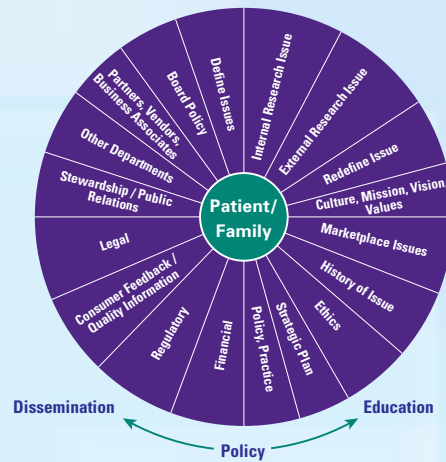 Define Issues
Internal Research Issue
External Research Issue
Redefine Issue
Culture, Mission, Vision
Values
Marketplace Issues
History of Issue
Ethics
Strategic Plan
Policy, Practice
Financial
Regulatory
Consumer Feedback /
Quality Information
Legal
Stewardship / Public
Relations
Other Departments
Partners, Vendors,
Business Associates
Board Policy
Patient/
Family
Dissemination
Policy
Education